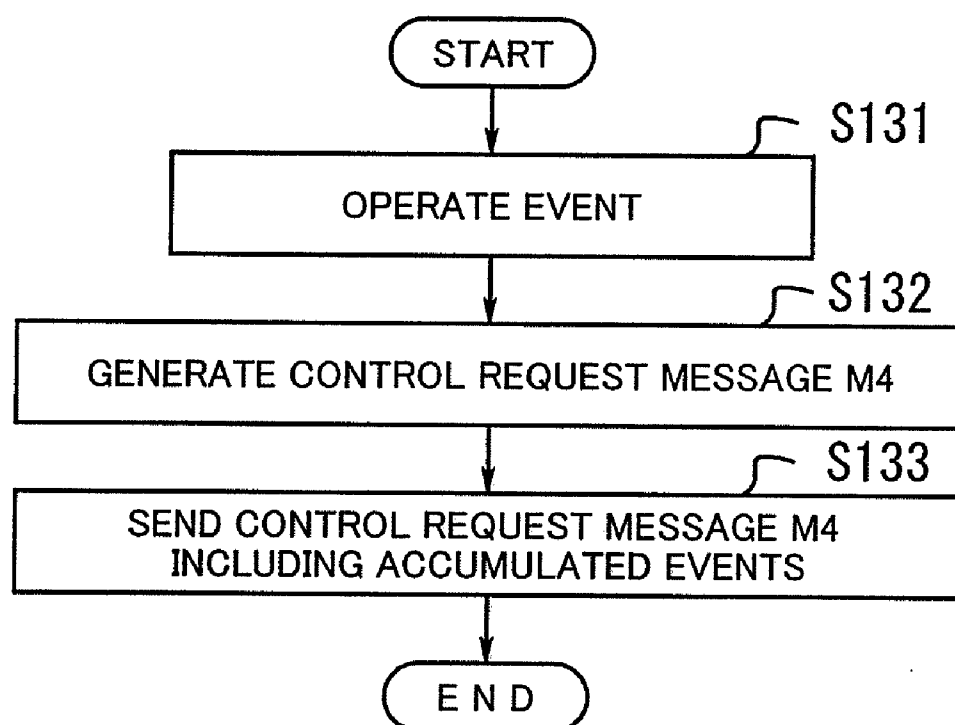 START
S131
OPERATE EVENT
S132
GENERATE CONTROL REQUEST MESSAGE M4
S133
SEND CONTROL REQUEST MESSAGE M4
INCLUDING ACCUMULATED EVENTS
END